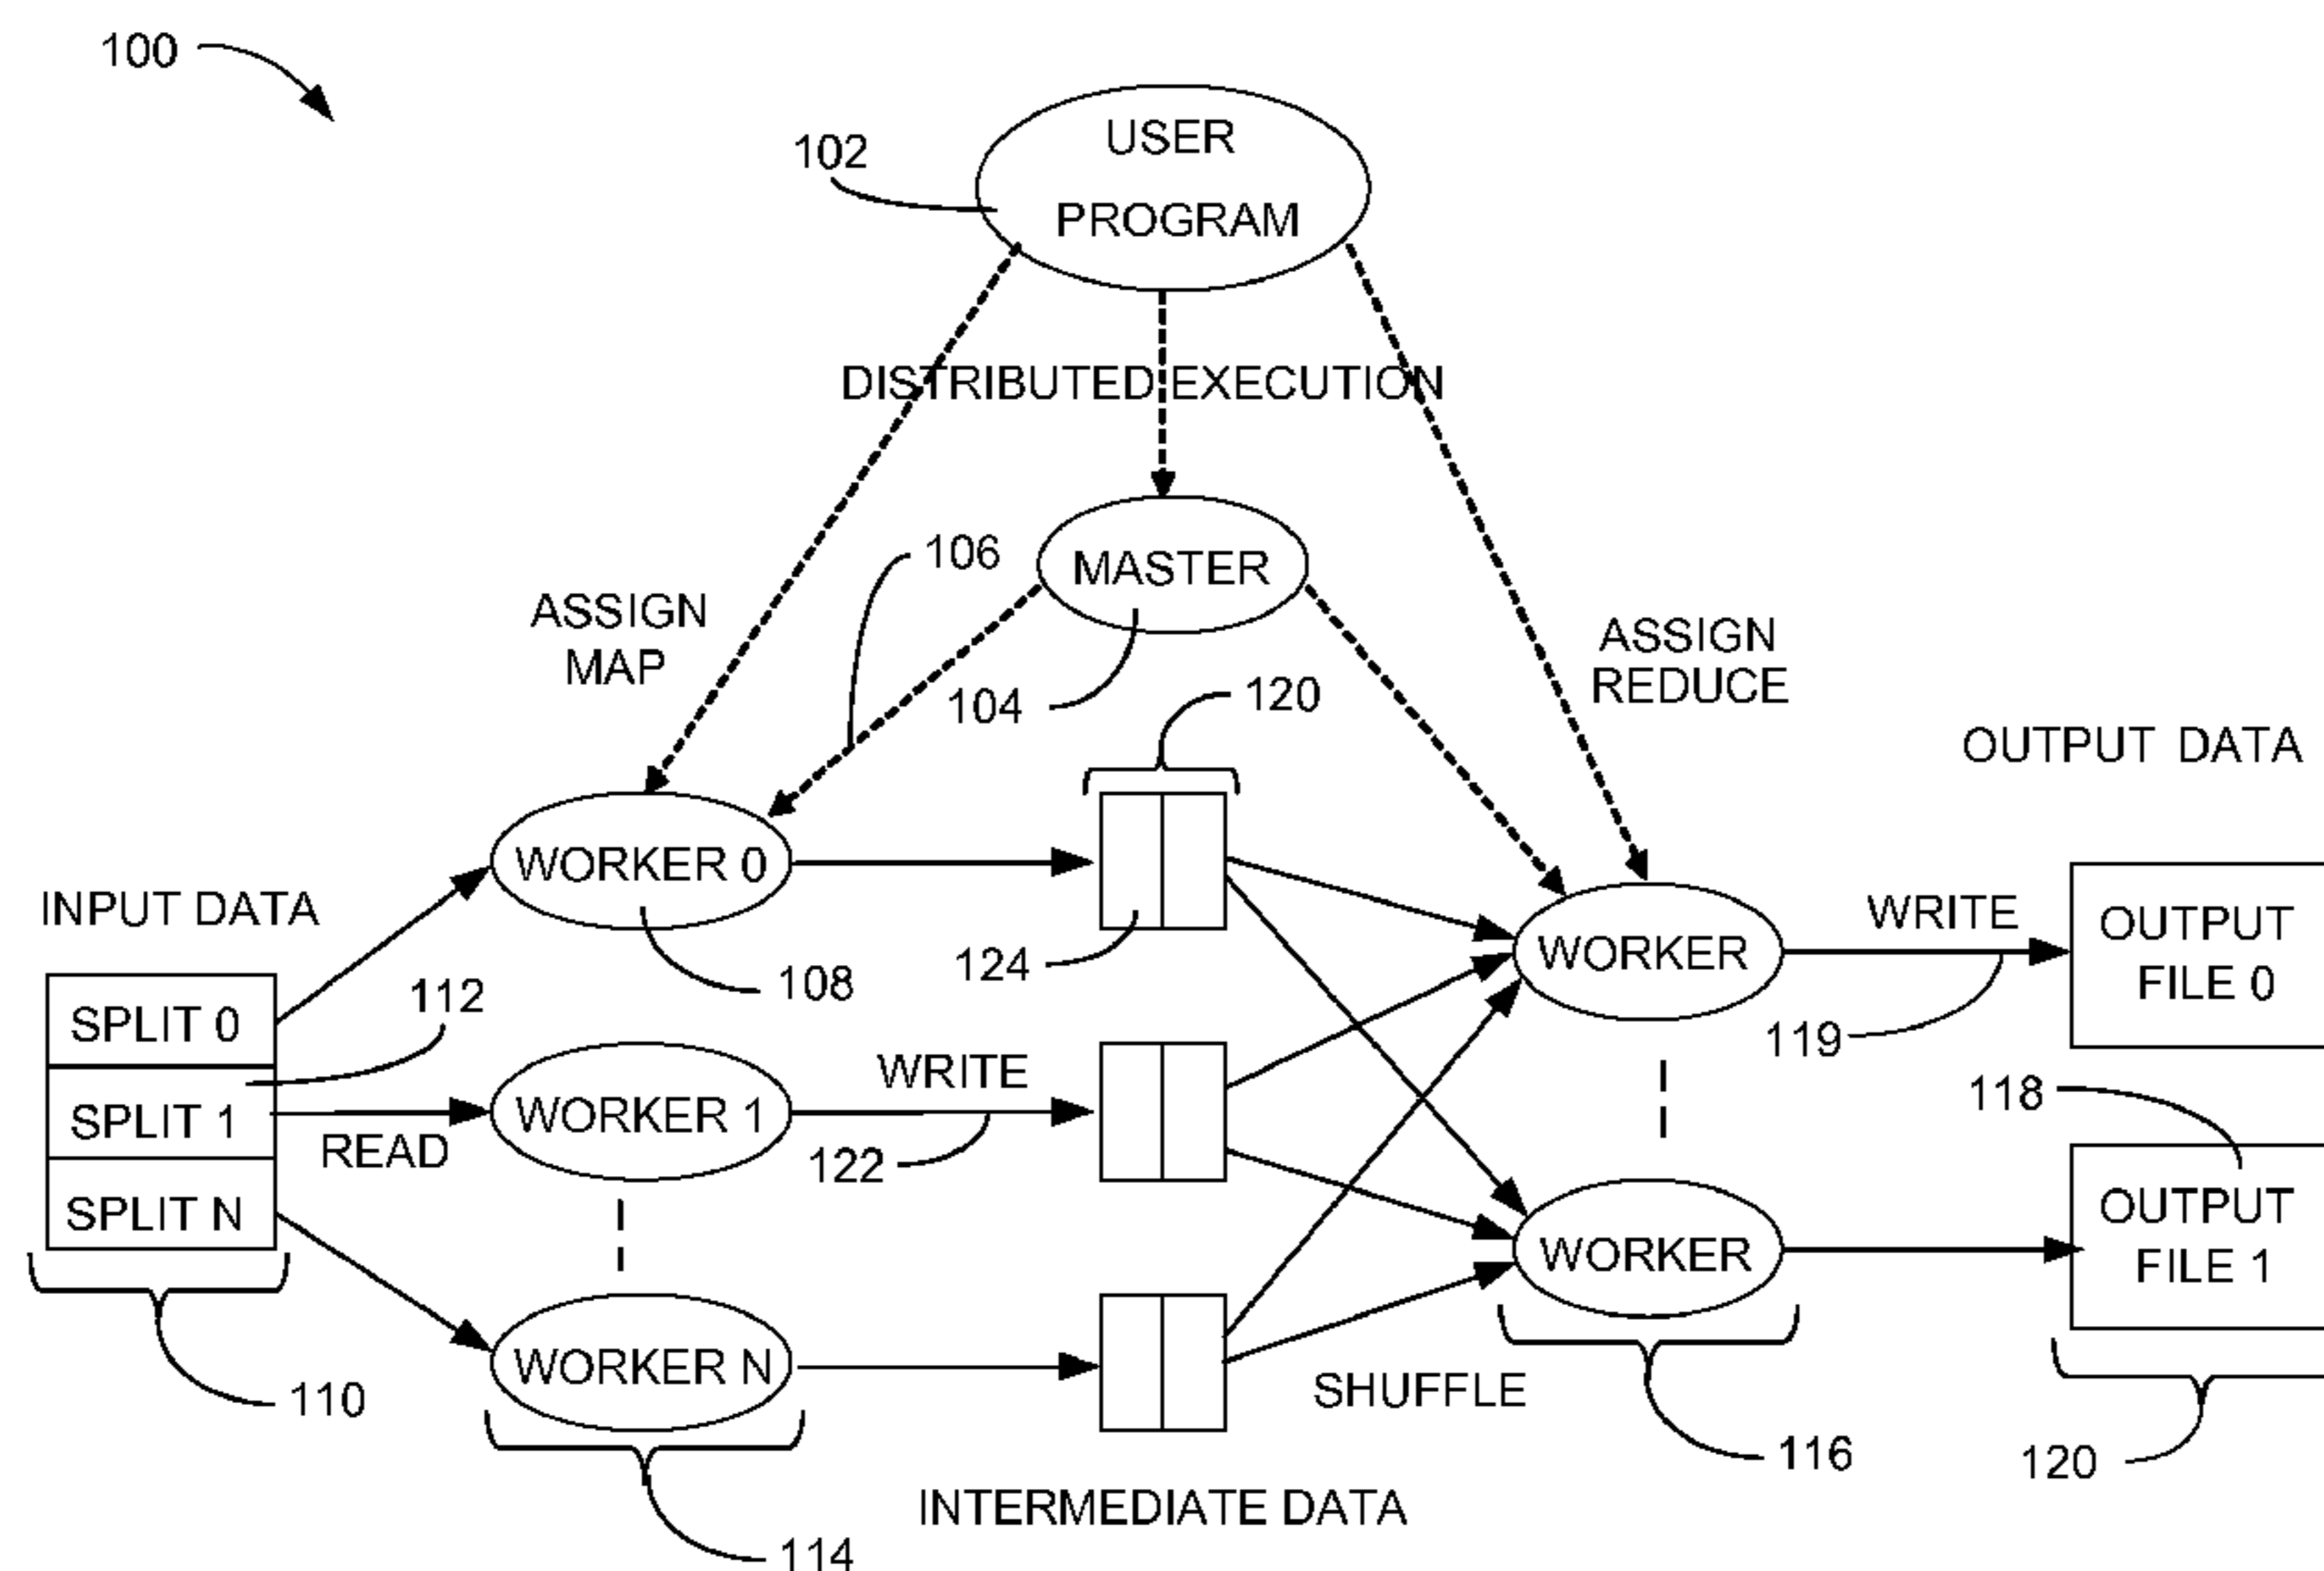 100
USER
PROGRAM
102
DISTRIBUTED EXECUTION
MASTER
106
ASSIGN
MAP
104
120
ASSIGN
REDUCE
OUTPUT DATA
WORKER 0
INPUT DATA
108
124
WORKER
WRITE
OUTPUT
FILE 0
119
SPLIT 0
112
SPLIT 1
READ
WORKER 1
WRITE
122
118
SPLIT N
WORKER
OUTPUT
FILE 1
WORKER N
110
SHUFFLE
116
120
INTERMEDIATE DATA
114